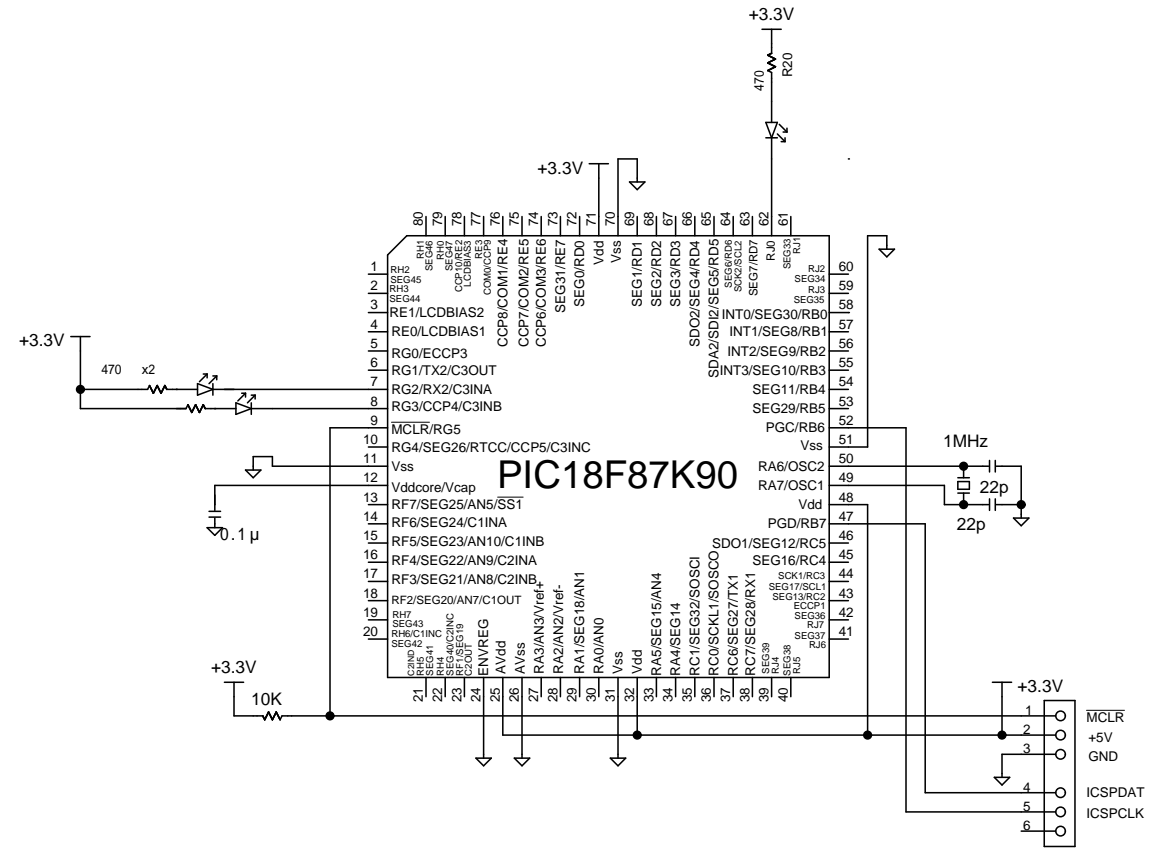 +3.3V
470
R20
+3.3V
80
79
78
77
76
75
74
73
72
71
70
69
68
67
66
65
64
63
62
61
RH1
SEG46
RH0
SEG47
CCP10/RE2
LCDBIAS3
RE3
COM0/CCP9
CCP8/COM1/RE4
CCP7/COM2/RE5
CCP6/COM3/RE6
SEG31/RE7
SEG0/RD0
Vdd
Vss
SEG1/RD1
SEG2/RD2
SEG3/RD3
SDO2/SEG4/RD4
SDA2/SDI2/SEG5/RD5
SEG6/RD6
SCK2/SCL2
SEG7/RD7
RJ0
SEG33
RJ1
1 RH2
SEG45
2 RH3
SEG44
3 RE1/LCDBIAS2
4 RE0/LCDBIAS1
5 RG0/ECCP3
6 RG1/TX2/C3OUT
7 RG2/RX2/C3INA
8 RG3/CCP4/C3INB
9 MCLR/RG5
10 RG4/SEG26/RTCC/CCP5/C3INC
11 Vss
12 Vddcore/Vcap
13 RF7/SEG25/AN5/SS1
14 RF6/SEG24/C1INA
15 RF5/SEG23/AN10/C1INB
16 RF4/SEG22/AN9/C2INA
17 RF3/SEG21/AN8/C2INB
18 RF2/SEG20/AN7/C1OUT
19 RH7
SEG43
20 RH6/C1INC
SEG42
+3.3V
470 x2
0.1µ
PIC18F87K90
RJ2 60
SEG34
RJ3 59
SEG35
INT0/SEG30/RB0 58
INT1/SEG8/RB1 57
INT2/SEG9/RB2 56
INT3/SEG10/RB3 55
SEG11/RB4 54
SEG29/RB5 53
PGC/RB6 52
Vss 51
RA6/OSC2 50
RA7/OSC1 49
Vdd 48
PGD/RB7 47
SDO1/SEG12/RC5 46
SEG16/RC4 45
SCK1/RC3 44
SEG17/SCL1
SEG13/RC2 43
ECCP1
SEG36 42
RJ7
SEG37 41
RJ6
1MHz
22p
22p
C2IND
RH5
SEG41
RH4
SEG40/C2INC
RF1/SEG19
C2OUT
ENVREG
AVdd
AVss
RA3/AN3/Vref+
RA2/AN2/Vref-
RA1/SEG18/AN1
RA0/AN0
Vss
Vdd
RA5/SEG15/AN4
RA4/SEG14
RC1/SEG32/SOSCI
RC0/SCKL1/SOSCO
RC6/SEG27/TX1
RC7/SEG28/RX1
SEG39
RJ4
SEG38
RJ5
21
22
23
24
25
26
27
28
29
30
31
32
33
34
35
36
37
38
39
40
+3.3V
10K
+3.3V
1 MCLR
2 +5V
3 GND
4 ICSPDAT
5 ICSPCLK
6